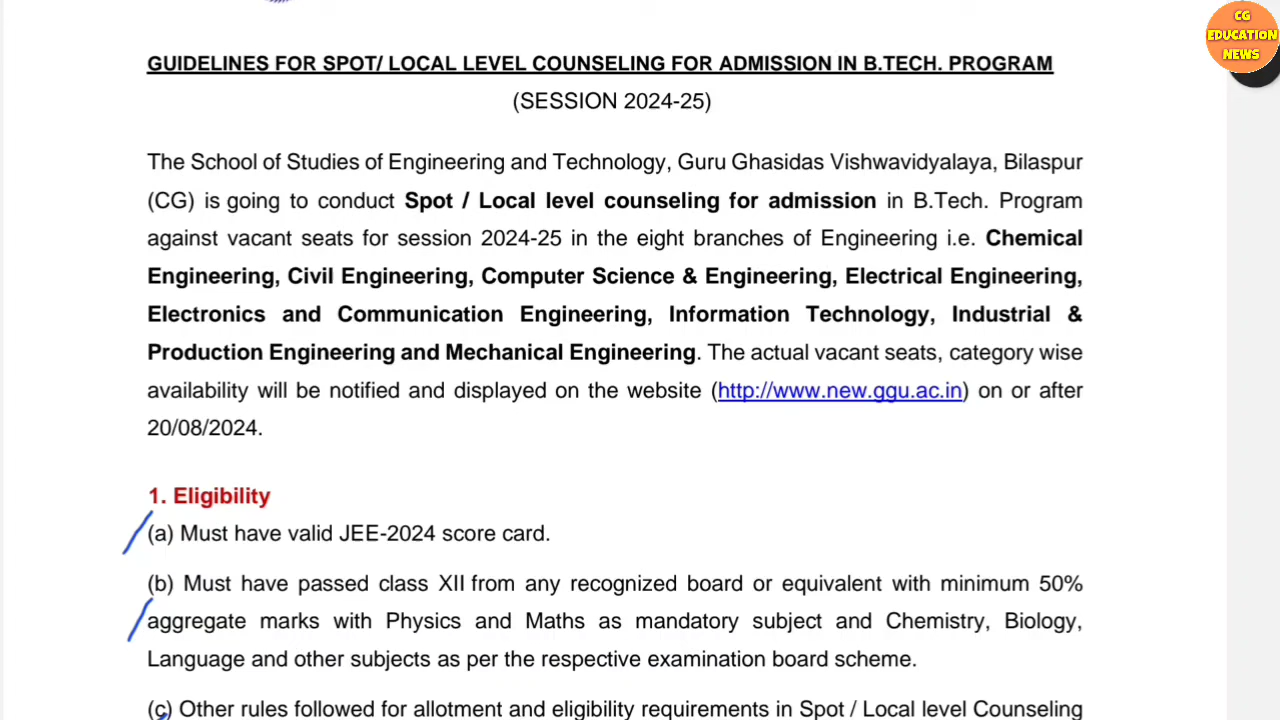 CG
EDUCATION
NEWS
GUIDELINES FOR SPOT/ LOCAL LEVEL COUNSELING FOR ADMISSION IN B.TECH. PROGRAM
(SESSION 2024-25)
The School of Studies of Engineering and Technology, Guru Ghasidas Vishwavidyalaya, Bilaspur
(CG) is going to conduct Spot / Local level counseling for admission in B.Tech. Program
against vacant seats for session 2024-25 in the eight branches of Engineering i.e. Chemical
Engineering, Civil Engineering, Computer Science & Engineering, Electrical Engineering,
Electronics and Communication Engineering, Information Technology, Industrial &
Production Engineering and Mechanical Engineering. The actual vacant seats, category wise
availability will be notified and displayed on the website (http://www.new.ggu.ac.in) on or after
20/08/2024.
1. Eligibility
(a) Must have valid JEE-2024 score card.
(b) Must have passed class XII from any recognized board or equivalent with minimum 50%
aggregate marks with Physics and Maths as mandatory subject and Chemistry, Biology,
Language and other subjects as per the respective examination board scheme.
(c) Other rules followed for allotment and eligibility requirements in Spot / Local level Counseling